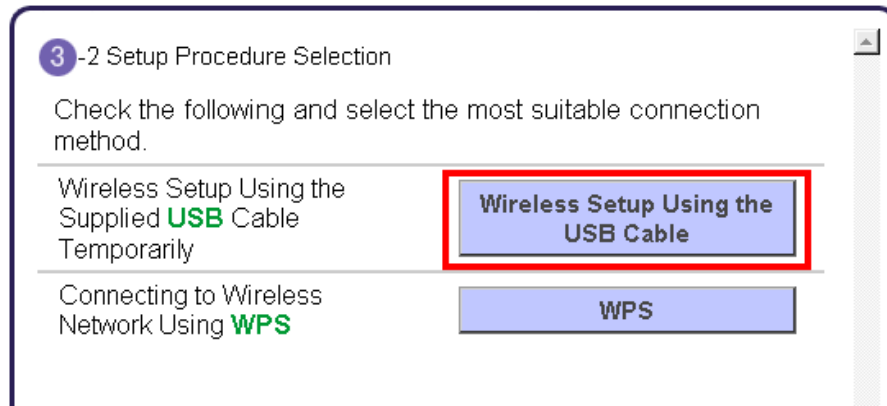 3-2 Setup Procedure Selection
Check the following and select the most suitable connection
method.
Wireless Setup Using the
Supplied USB Cable
Temporarily
Wireless Setup Using the
USB Cable
Connecting to Wireless
Network Using WPS
WPS